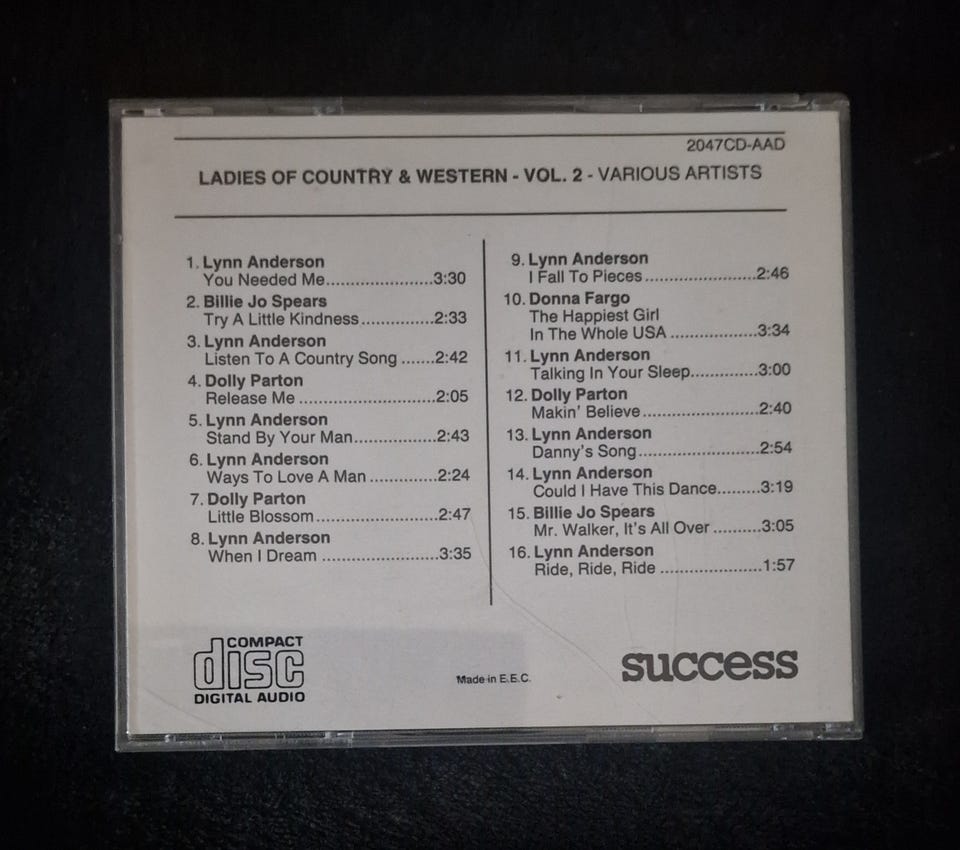 2047CD-AAD
LADIES OF COUNTRY & WESTERN - VOL. 2 - VARIOUS ARTISTS
1. Lynn Anderson
You Needed Me......................3:30
2. Billie Jo Spears
Try A Little Kindness...............2:33
3. Lynn Anderson
Listen To A Country Song .......2:42
4. Dolly Parton
Release Me ............................2:05
5. Lynn Anderson
Stand By Your Man.................2:43
6. Lynn Anderson
Ways To Love A Man ..............2:24
7. Dolly Parton
Little Blossom.........................2:47
8. Lynn Anderson
When I Dream ........................3:35
9. Lynn Anderson
I Fall To Pieces.......................2:46
10. Donna Fargo
The Happiest Girl
In The Whole USA ..................3:34
11. Lynn Anderson
Talking In Your Sleep..............3:00
12. Dolly Parton
Makin' Believe........................2:40
13. Lynn Anderson
Danny's Song.........................2:54
14. Lynn Anderson
Could I Have This Dance.........3:19
15. Billie Jo Spears
Mr. Walker, It's All Over ..........3:05
16. Lynn Anderson
Ride, Ride, Ride .....................1:57
COMPACT
disc
DIGITAL AUDIO
Made in E.E.C.
success